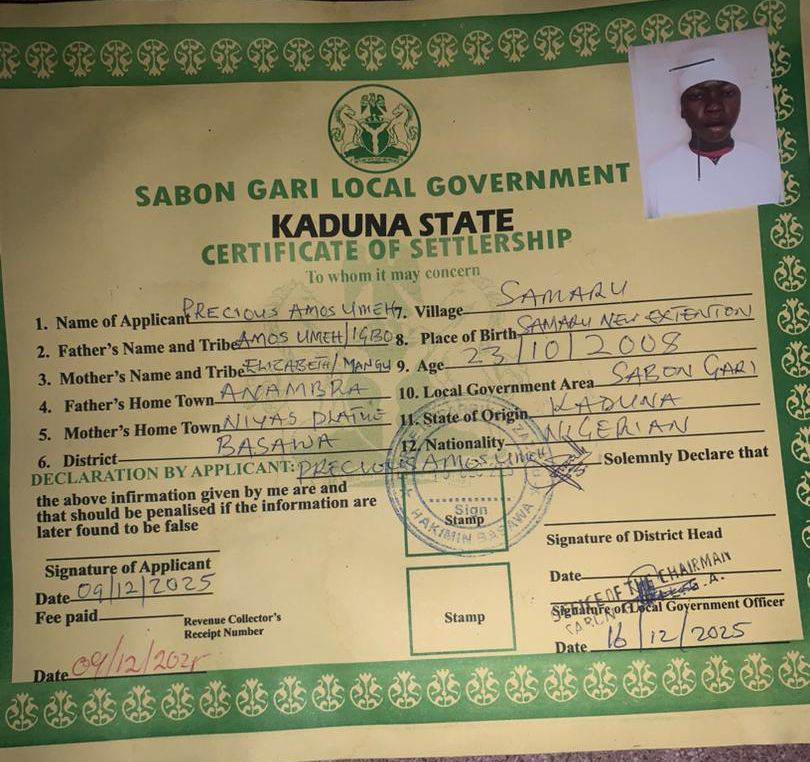 SABON GARI LOCAL GOVERNMENT
KADUNA STATE
CERTIFICATE OF SETTLERSHIP
To whom it may concern
1. Name of Applicant PRECIOUS AMOS UMEH
2. Father's Name and Tribe AMOS UMEH/IGBO
3. Mother's Name and Tribe ELIZABETH/MANGU
4. Father's Home Town ANAMBRA
5. Mother's Home Town NIYAS PLATUE
6. District BASAWA
7. Village SAMARU
8. Place of Birth SAMARU NEW EXTENTION
9. Age 23/10/2008
10. Local Government Area SABON GARI
11. State of Origin KADUNA
12. Nationality NIGERIAN
DECLARATION BY APPLICANT: PRECIOUS AMOS UMEH Solemnly Declare that
the above infirmation given by me are and
that should be penalised if the information are
later found to be false
Signature of Applicant
Date 09/12/2025
Fee paid
Revenue Collector's
Receipt Number
Date 09/12/2025
Sign
Stamp
HAKIMIN BASAWA
Stamp
Signature of District Head
Date
OFFICE OF THE CHAIRMAN
Signature of Local Government Officer
Date 16/12/2025